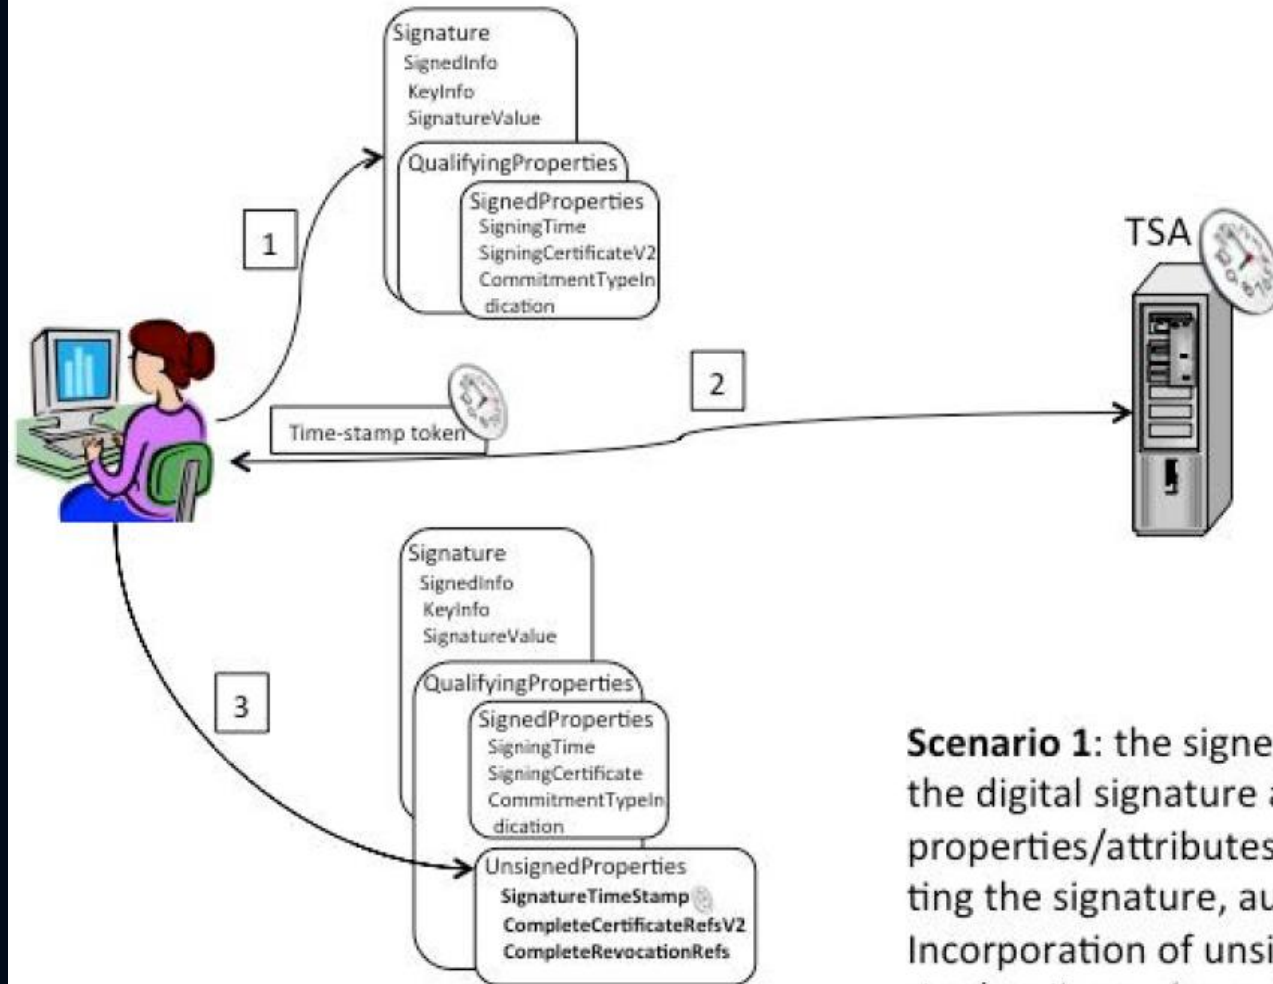 Signature
SignedInfo
KeyInfo
SignatureValue
QualifyingProperties
SignedProperties
SigningTime
SigningCertificateV2
CommitmentTypeIn
dication
1
TSA
2
Time-stamp token
Signature
SignedInfo
KeyInfo
SignatureValue
QualifyingProperties
SignedProperties
SigningTime
SigningCertificate
CommitmentTypeIn
dication
3
UnsignedProperties
SignatureTimeStamp
CompleteCertificateRefsV2
CompleteRevocationRefs
Scenario 1: the signe
the digital signature a
properties/attributes
ting the signature, au
Incorporation of unsi